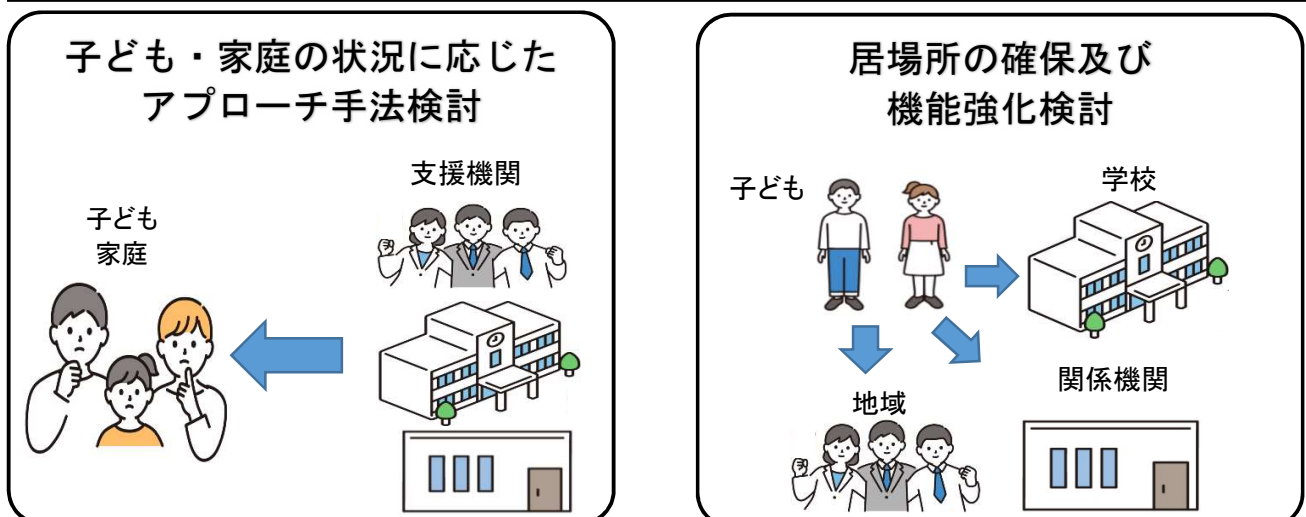 子ども・家庭の状況に応じた
アプローチ手法検討
支援機関
子ども
家庭
居場所の確保及び
機能強化検討
子ども
学校
関係機関
地域